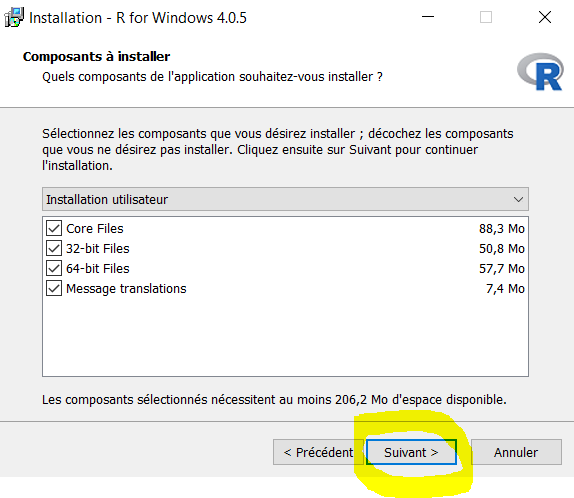 Installation - R for Windows 4.0.5
Composants à installer
Quels composants de l'application souhaitez-vous installer ?
R
Sélectionnez les composants que vous désirez installer ; décochez les composants
que vous ne désirez pas installer. Cliquez ensuite sur Suivant pour continuer
l'installation.
Installation utilisateur
Core Files 88,3 Mo
32-bit Files 50,8 Mo
64-bit Files 57,7 Mo
Message translations 7,4 Mo
Les composants sélectionnés nécessitent au moins 206,2 Mo d'espace disponible.
< Précédent Suivant > Annuler